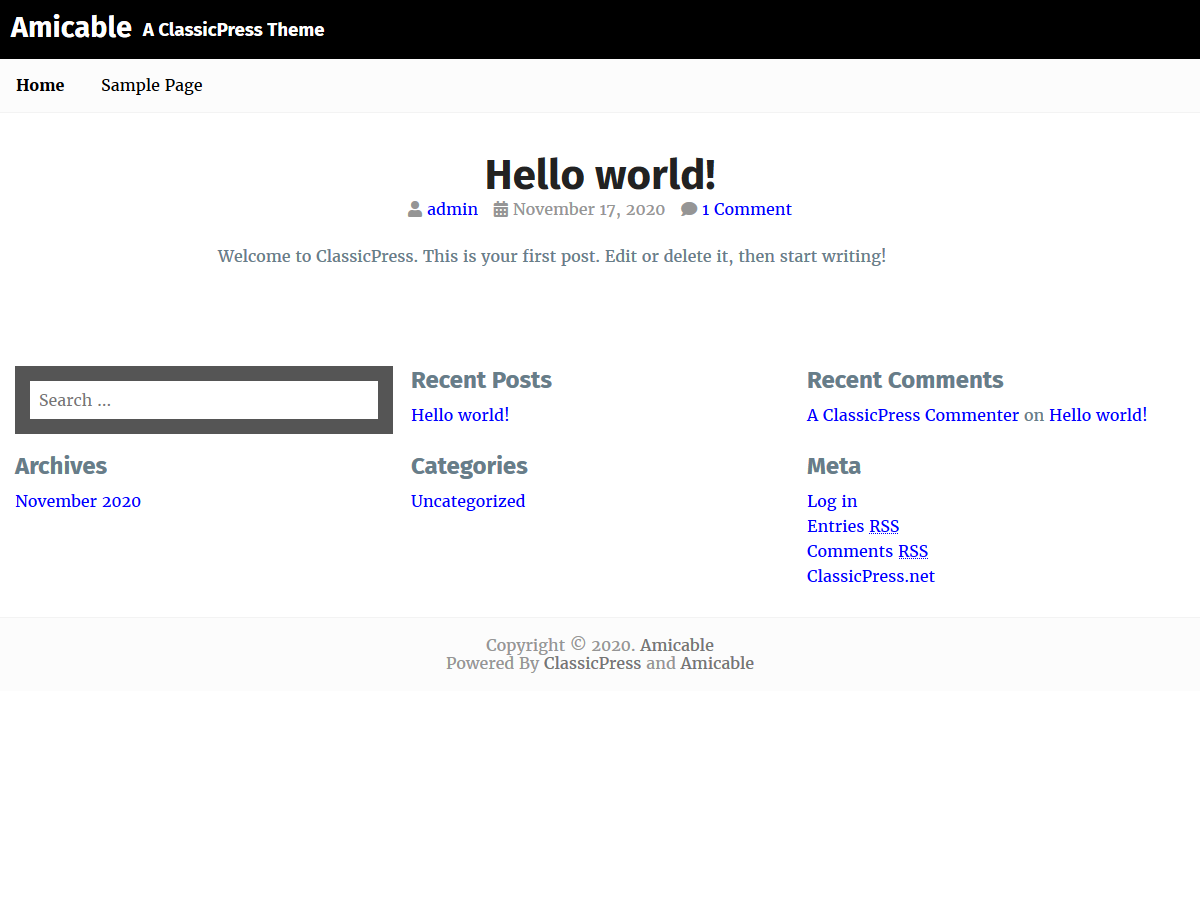 Amicable A ClassicPress Theme
Home Sample Page
Hello world!
admin November 17, 2020 1 Comment
Welcome to ClassicPress. This is your first post. Edit or delete it, then start writing!
Search ...
Recent Posts
Hello world!
Recent Comments
A ClassicPress Commenter on Hello world!
Archives
November 2020
Categories
Uncategorized
Meta
Log in
Entries RSS
Comments RSS
ClassicPress.net
Copyright © 2020. Amicable
Powered By ClassicPress and Amicable